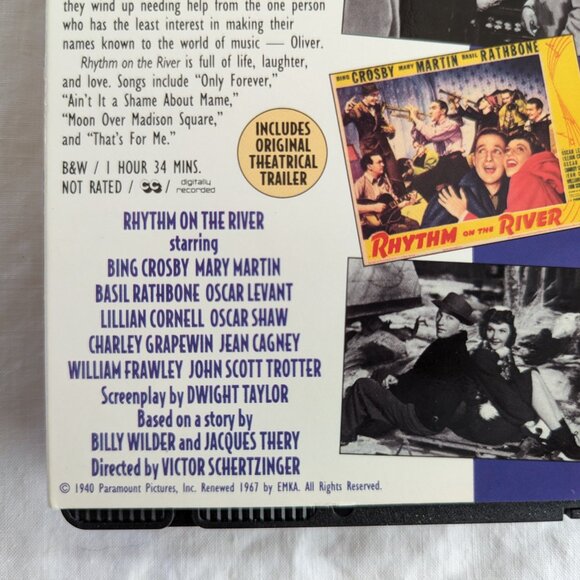 they wind up needing help from the one person
who has the least interest in making their
names known to the world of music — Oliver.
Rhythm on the River is full of life, laughter,
and love. Songs include “Only Forever,”
“Ain’t it a Shame About Mame,”
“Moon Over Madison Square,”
and “That’s For Me.”
B&W / 1 HOUR 34 MINS.
NOT RATED / CC / digitally
recorded
INCLUDES
ORIGINAL
THEATRICAL
TRAILER
BING CROSBY MARY MARTIN BASIL RATHBONE
RHYTHM ON THE RIVER
RHYTHM ON THE RIVER
starring
BING CROSBY MARY MARTIN
BASIL RATHBONE OSCAR LEVANT
LILLIAN CORNELL OSCAR SHAW
CHARLEY GRAPEWIN JEAN CAGNEY
WILLIAM FRAWLEY JOHN SCOTT TROTTER
Screenplay by DWIGHT TAYLOR
Based on a story by
BILLY WILDER and JACQUES THERY
Directed by VICTOR SCHERTZINGER
© 1940 Paramount Pictures, Inc. Renewed 1967 by EMKA. All Rights Reserved.